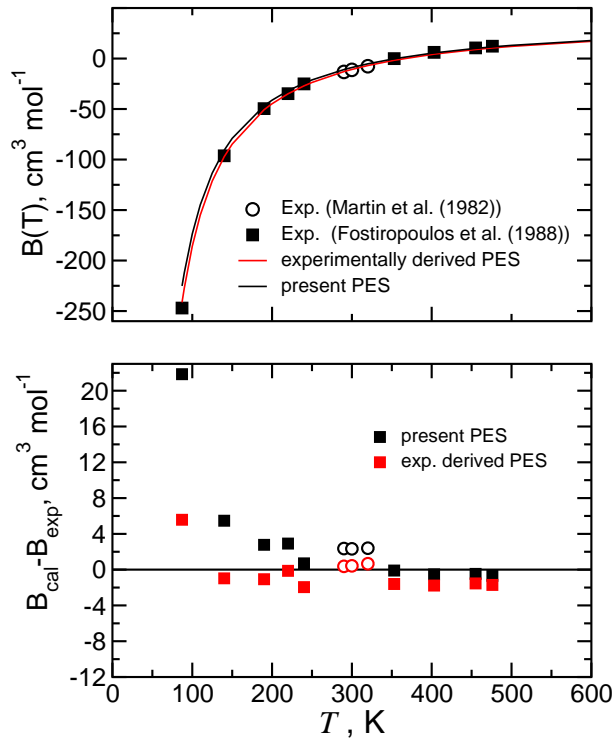 0
-50
-100
-150
-200
-250
B(T), cm³ mol⁻¹
Exp. (Martin et al. (1982))
Exp. (Fostiropoulos et al. (1988))
experimentally derived PES
present PES
20
16
12
8
4
0
-4
-8
-12
B_cal-B_exp, cm³ mol⁻¹
present PES
exp. derived PES
0 100 200 300 400 500 600
T , K